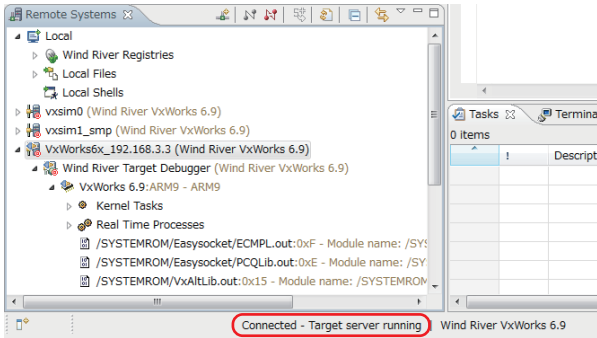 Remote Systems
Local
Wind River Registries
Local Files
Local Shells
vxsim0 (Wind River VxWorks 6.9)
vxsim1_smp (Wind River VxWorks 6.9)
VxWorks6x_192.168.3.3 (Wind River VxWorks 6.9)
Wind River Target Debugger (Wind River VxWorks 6.9)
VxWorks 6.9:ARM9 - ARM9
Kernel Tasks
Real Time Processes
/SYSTEMROM/Easysocket/ECMPL.out:0xF - Module name: /SYS
/SYSTEMROM/Easysocket/PCQLib.out:0xE - Module name: /SY
/SYSTEMROM/VxAltLib.out:0x15 - Module name: /SYSTEMROM
Tasks
Termina
0 items
! Descript
Connected - Target server running
Wind River VxWorks 6.9